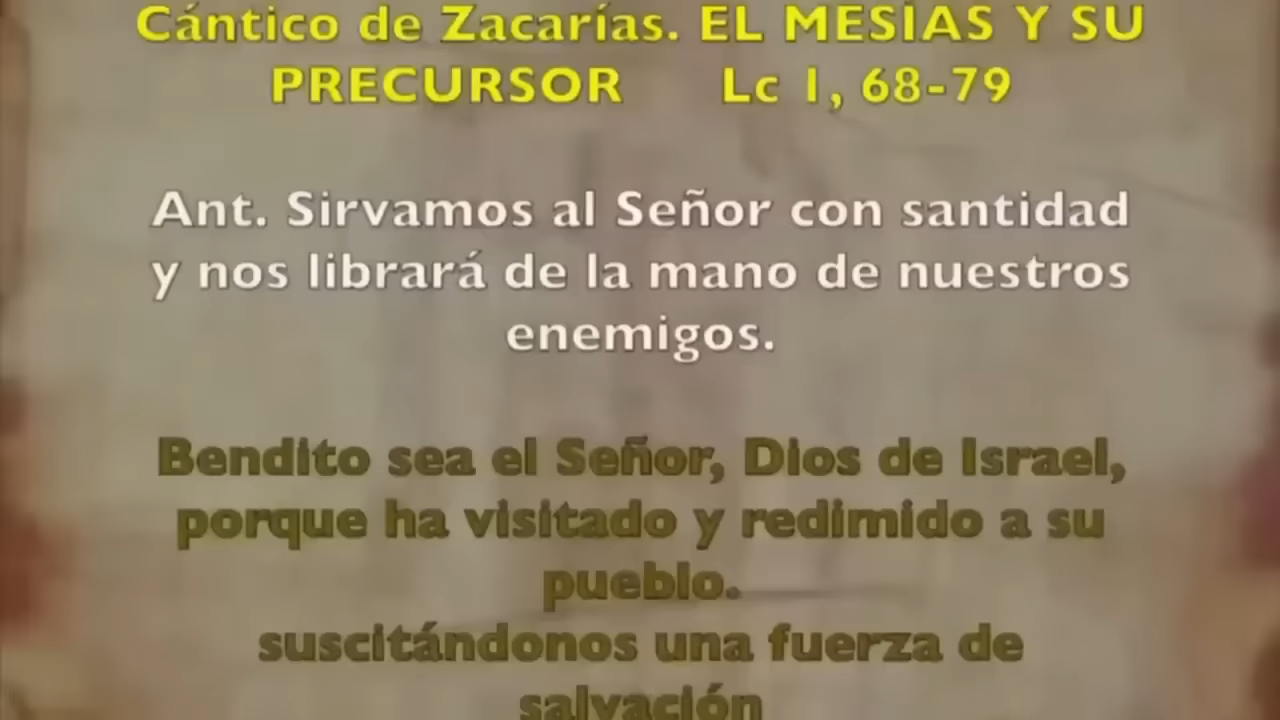 Cántico de Zacarías. EL MESÍAS Y SU
PRECURSOR Lc 1, 68-79
Ant. Sirvamos al Señor con santidad
y nos librará de la mano de nuestros
enemigos.
Bendito sea el Señor, Dios de Israel,
porque ha visitado y redimido a su
pueblo.
suscitándonos una fuerza de
salvación